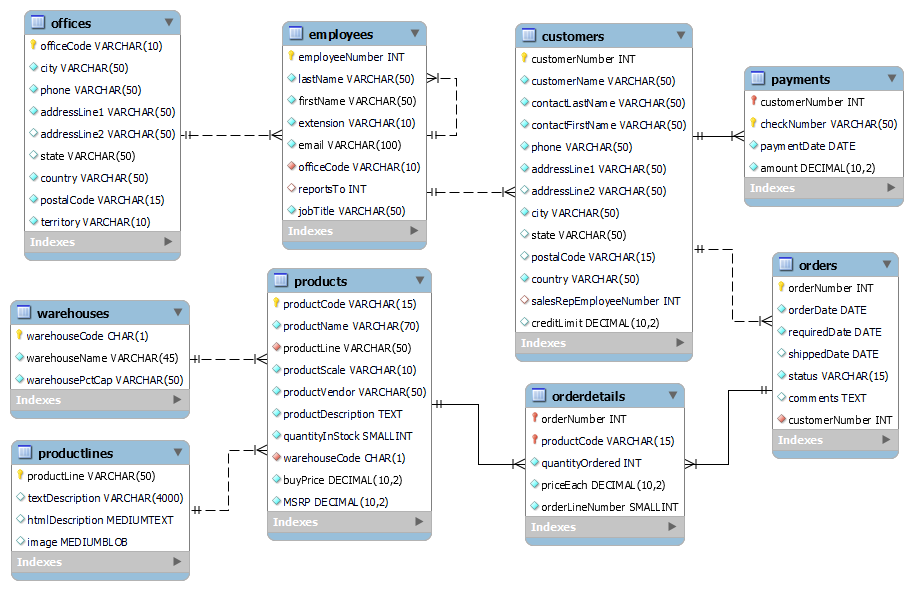 offices
officeCode VARCHAR(10)
city VARCHAR(50)
phone VARCHAR(50)
addressLine1 VARCHAR(50)
addressLine2 VARCHAR(50)
state VARCHAR(50)
country VARCHAR(50)
postalCode VARCHAR(15)
territory VARCHAR(10)
Indexes
employees
employeeNumber INT
lastName VARCHAR(50)
firstName VARCHAR(50)
extension VARCHAR(10)
email VARCHAR(100)
officeCode VARCHAR(10)
reportsTo INT
jobTitle VARCHAR(50)
Indexes
customers
customerNumber INT
customerName VARCHAR(50)
contactLastName VARCHAR(50)
contactFirstName VARCHAR(50)
phone VARCHAR(50)
addressLine1 VARCHAR(50)
addressLine2 VARCHAR(50)
city VARCHAR(50)
state VARCHAR(50)
postalCode VARCHAR(15)
country VARCHAR(50)
salesRepEmployeeNumber INT
creditLimit DECIMAL(10,2)
Indexes
payments
customerNumber INT
checkNumber VARCHAR(50)
paymentDate DATE
amount DECIMAL(10,2)
Indexes
warehouses
warehouseCode CHAR(1)
warehouseName VARCHAR(45)
warehousePctCap VARCHAR(50)
Indexes
products
productCode VARCHAR(15)
productName VARCHAR(70)
productLine VARCHAR(50)
productScale VARCHAR(10)
productVendor VARCHAR(50)
productDescription TEXT
quantityInStock SMALLINT
warehouseCode CHAR(1)
buyPrice DECIMAL(10,2)
MSRP DECIMAL(10,2)
Indexes
orders
orderNumber INT
orderDate DATE
requiredDate DATE
shippedDate DATE
status VARCHAR(15)
comments TEXT
customerNumber INT
Indexes
productlines
productLine VARCHAR(50)
textDescription VARCHAR(4000)
htmlDescription MEDIUMTEXT
image MEDIUMBLOB
Indexes
orderdetails
orderNumber INT
productCode VARCHAR(15)
quantityOrdered INT
priceEach DECIMAL(10,2)
orderLineNumber SMALLINT
Indexes